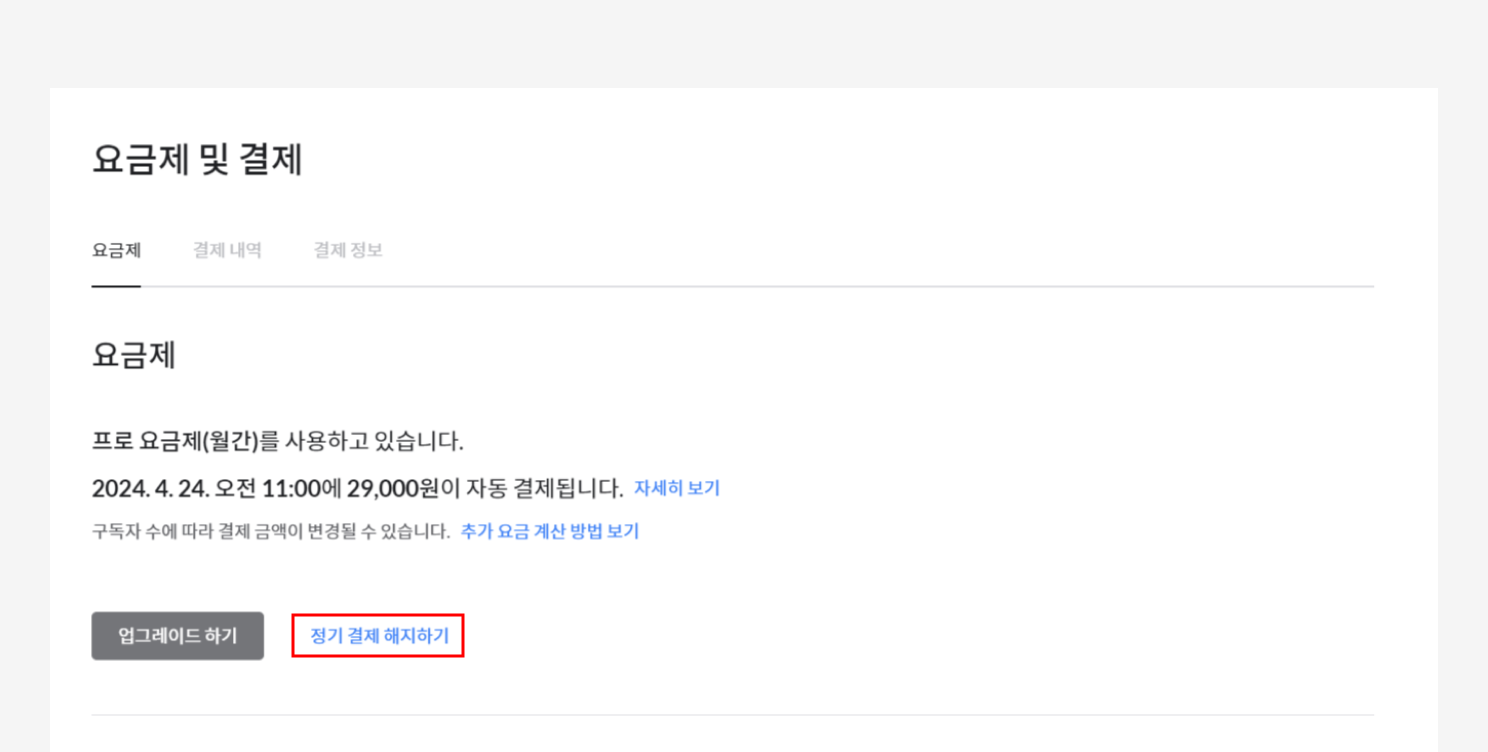 요금제 및 결제
요금제 결제 내역 결제 정보
요금제
프로 요금제(월간)를 사용하고 있습니다.
2024. 4. 24. 오전 11:00에 29,000원이 자동 결제됩니다. 자세히 보기
구독자 수에 따라 결제 금액이 변경될 수 있습니다. 추가 요금 계산 방법 보기
업그레이드 하기 정기 결제 해지하기